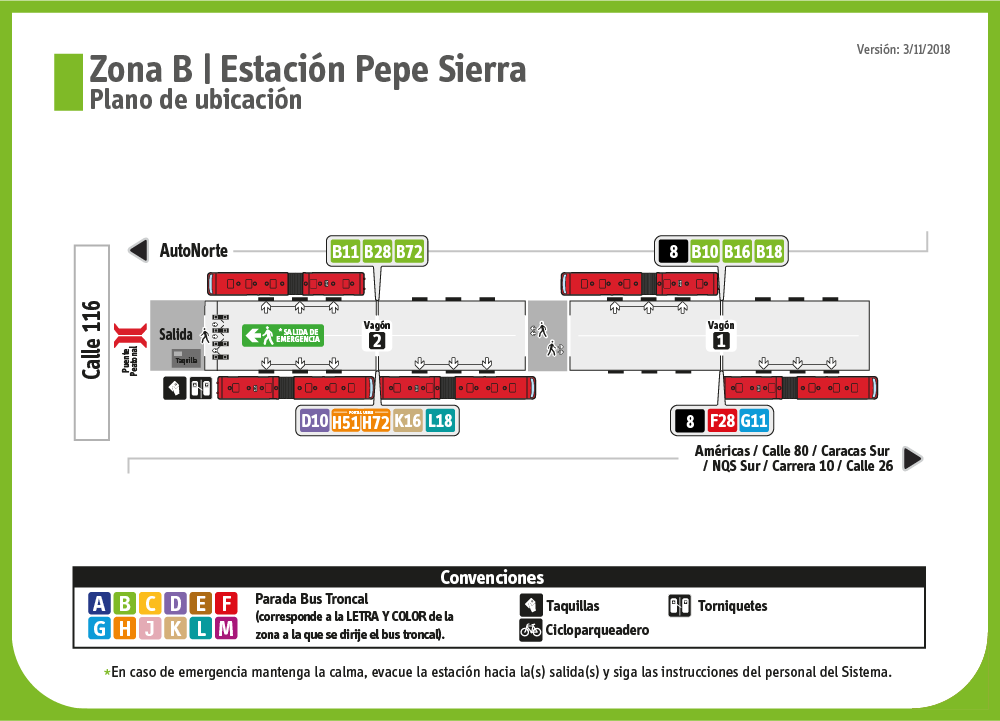 Versión: 3/11/2018
Zona B | Estación Pepe Sierra
Plano de ubicación
AutoNorte
B11 B28 B72
8 B10 B16 B18
Calle 116
Puente
Peatonal
Salida
Taquilla
* SALIDA DE
EMERGENCIA
Vagón
2
Vagón
1
D10 H51 H72 K16 L18
8 F28 G11
Américas / Calle 80 / Caracas Sur
/ NQS Sur / Carrera 10 / Calle 26
Convenciones
A B C D E F
G H J K L M
Parada Bus Troncal
(corresponde a la LETRA Y COLOR de la
zona a la que se dirije el bus troncal).
Taquillas
Cicloparqueadero
Torniquetes
*En caso de emergencia mantenga la calma, evacue la estación hacia la(s) salida(s) y siga las instrucciones del personal del Sistema.